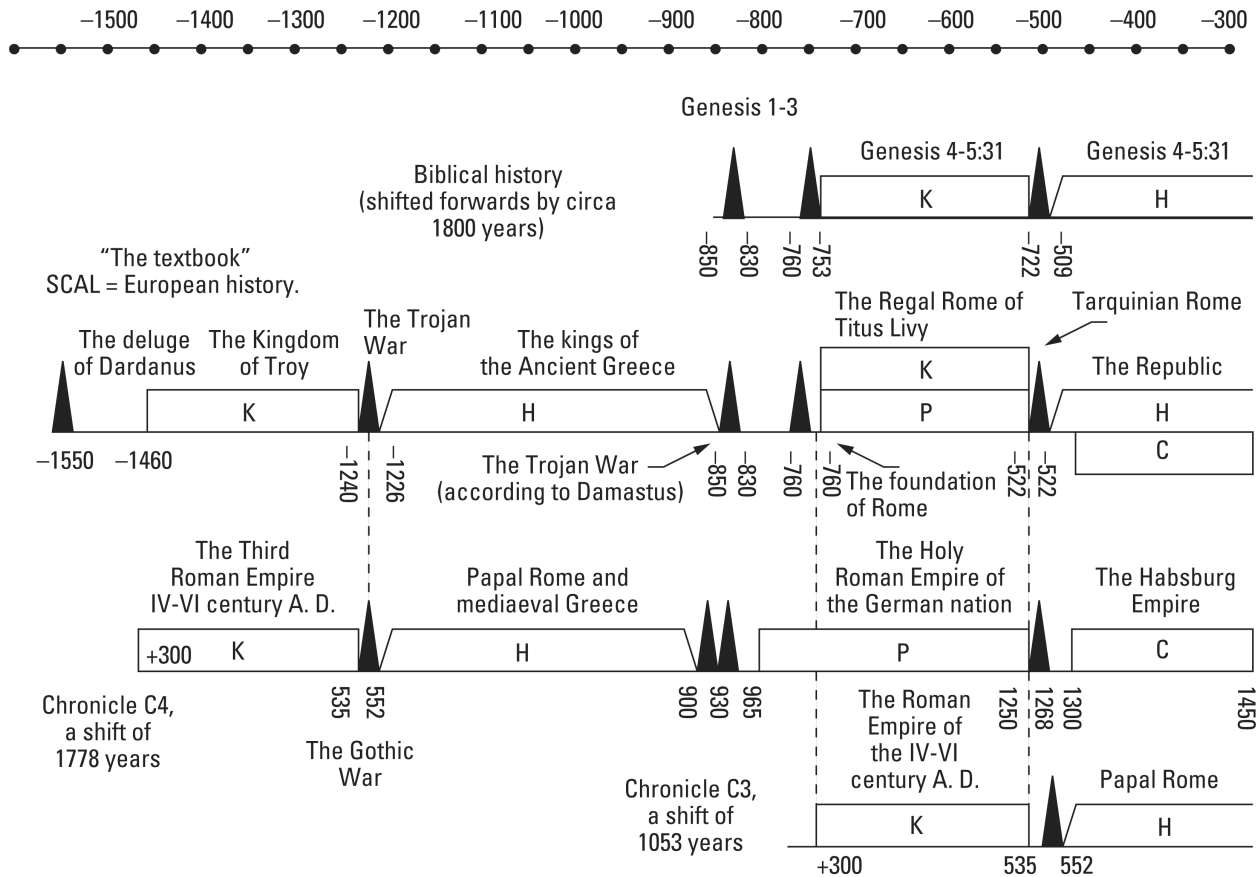 –1500 –1400 –1300 –1200 –1100 –1000 –900 –800 –700 –600 –500 –400 –300
Genesis 1-3
Genesis 4-5:31
Genesis 4-5:31
Biblical history
(shifted forwards by circa
1800 years)
K
H
–850
–830
–760
–753
–722
–509
“The textbook”
SCAL = European history.
The deluge
of Dardanus
The Kingdom
of Troy
The Trojan
War
The kings of
the Ancient Greece
The Regal Rome of
Titus Livy
Tarquinian Rome
The Republic
K
H
K
P
H
C
–1550
–1460
–1240
–1226
The Trojan War
(according to Damastus)
–850
–830
–760
–760
The foundation
of Rome
–522
–522
The Third
Roman Empire
IV-VI century A. D.
Papal Rome and
mediaeval Greece
The Holy
Roman Empire of
the German nation
The Habsburg
Empire
+300
K
H
P
C
Chronicle C4,
a shift of
1778 years
535
552
The Gothic
War
900
930
965
1250
1268
1300
1450
The Roman
Empire of
the IV-VI
century A. D.
Chronicle C3,
a shift of
1053 years
Papal Rome
K
H
+300
535
552